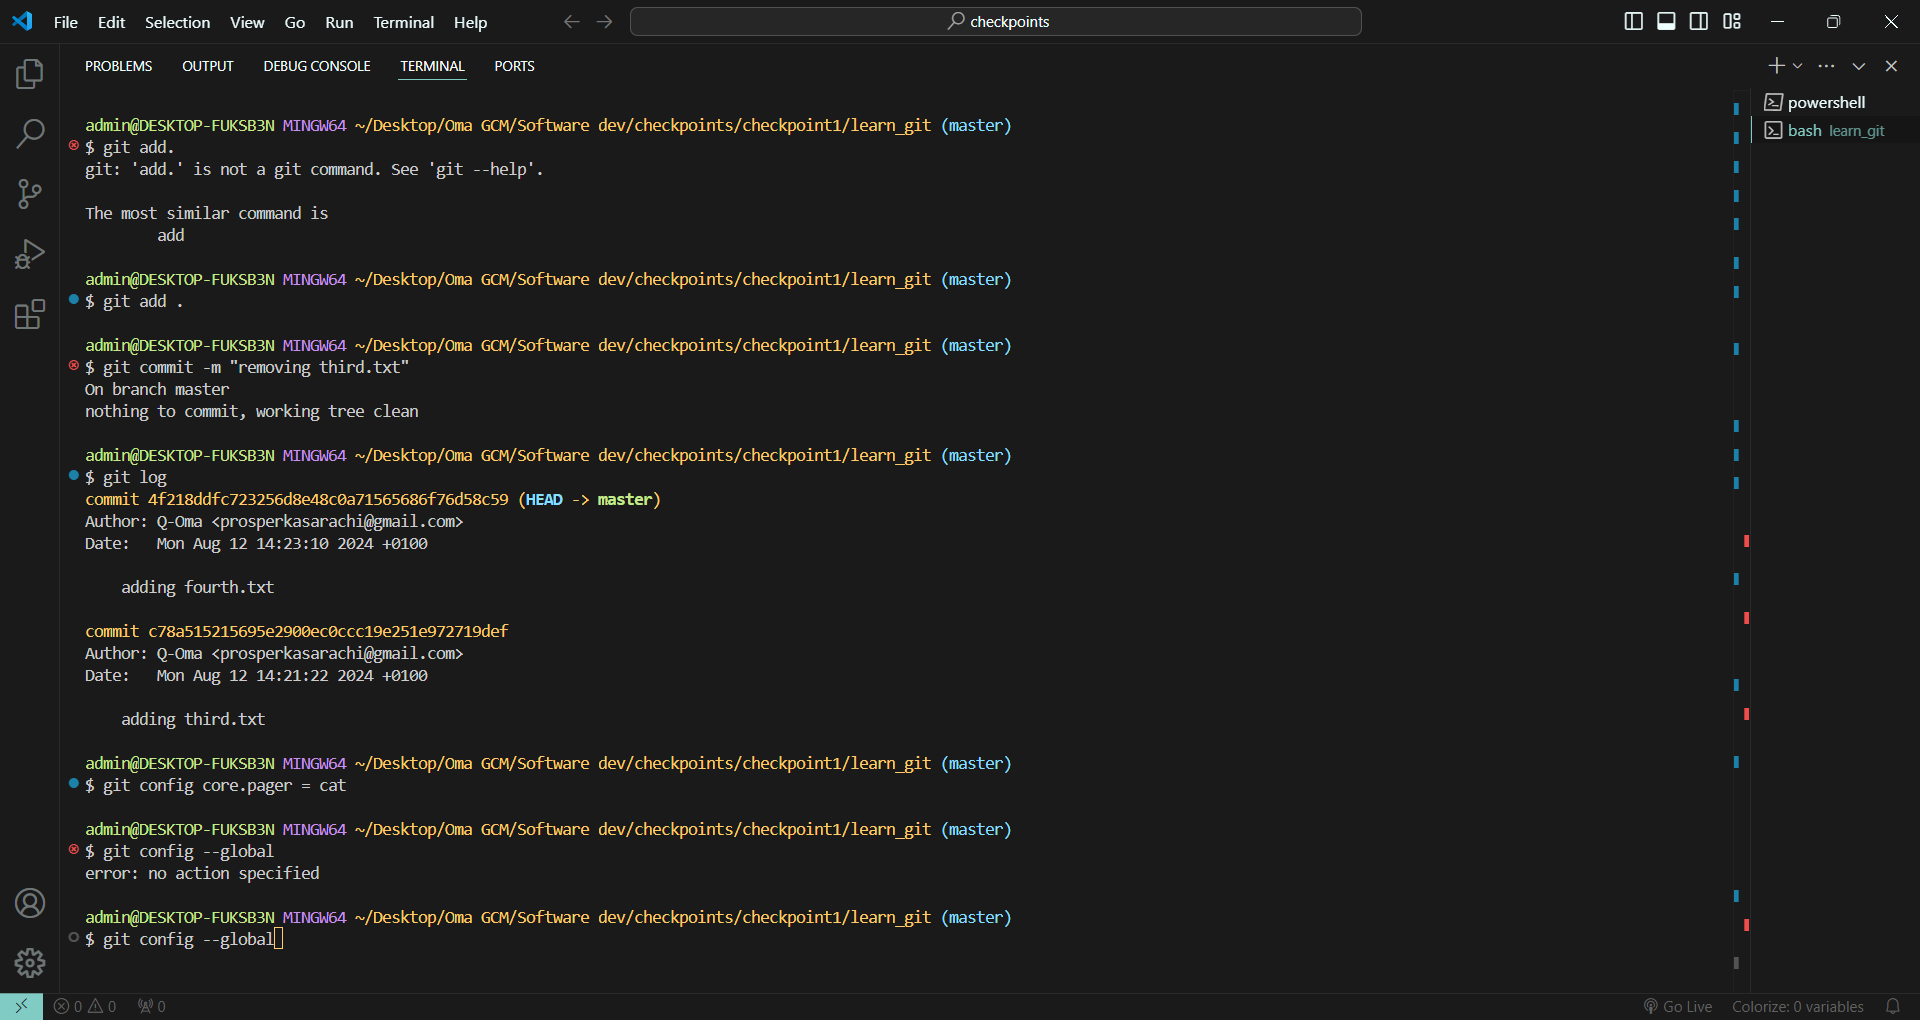 File Edit Selection View Go Run Terminal Help
checkpoints
PROBLEMS OUTPUT DEBUG CONSOLE TERMINAL PORTS
powershell
bash learn_git
admin@DESKTOP-FUKSB3N MINGW64 ~/Desktop/Oma GCM/Software dev/checkpoints/checkpoint1/learn_git (master)
$ git add.
git: 'add.' is not a git command. See 'git --help'.
The most similar command is
add
admin@DESKTOP-FUKSB3N MINGW64 ~/Desktop/Oma GCM/Software dev/checkpoints/checkpoint1/learn_git (master)
$ git add .
admin@DESKTOP-FUKSB3N MINGW64 ~/Desktop/Oma GCM/Software dev/checkpoints/checkpoint1/learn_git (master)
$ git commit -m "removing third.txt"
On branch master
nothing to commit, working tree clean
admin@DESKTOP-FUKSB3N MINGW64 ~/Desktop/Oma GCM/Software dev/checkpoints/checkpoint1/learn_git (master)
$ git log
commit 4f218ddfc723256d8e48c0a71565686f76d58c59 (HEAD -> master)
Author: Q-Oma <prosperkasarachi@gmail.com>
Date:   Mon Aug 12 14:23:10 2024 +0100
adding fourth.txt
commit c78a515215695e2900ec0ccc19e251e972719def
Author: Q-Oma <prosperkasarachi@gmail.com>
Date:   Mon Aug 12 14:21:22 2024 +0100
adding third.txt
admin@DESKTOP-FUKSB3N MINGW64 ~/Desktop/Oma GCM/Software dev/checkpoints/checkpoint1/learn_git (master)
$ git config core.pager = cat
admin@DESKTOP-FUKSB3N MINGW64 ~/Desktop/Oma GCM/Software dev/checkpoints/checkpoint1/learn_git (master)
$ git config --global
error: no action specified
admin@DESKTOP-FUKSB3N MINGW64 ~/Desktop/Oma GCM/Software dev/checkpoints/checkpoint1/learn_git (master)
$ git config --global
0 0 0 Go Live Colorize: 0 variables